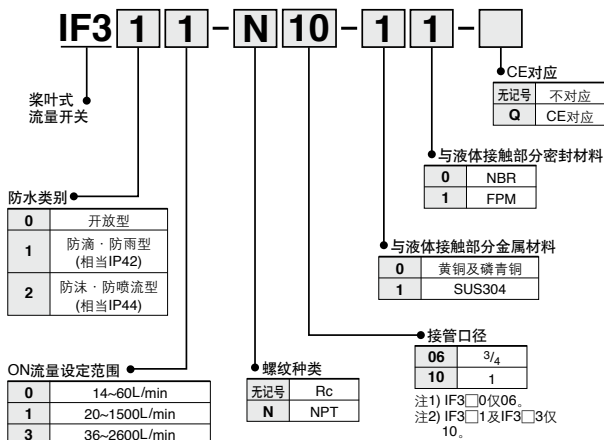 IF3 1 1 - N 10 - 1 1 -
CE对应
无记号 不对应
Q CE对应
桨叶式
流量开关
与液体接触部分密封材料
0 NBR
1 FPM
防水类别
0 开放型
1 防滴·防雨型
(相当IP42)
2 防沫·防喷流型
(相当IP44)
与液体接触部分金属材料
0 黄铜及磷青铜
1 SUS304
接管口径
06 3/4
10 1
注1) IF3□0仅06。
注2) IF3□1及IF3□3仅
10。
螺纹种类
无记号 Rc
N NPT
ON流量设定范围
0 14~60L/min
1 20~1500L/min
3 36~2600L/min